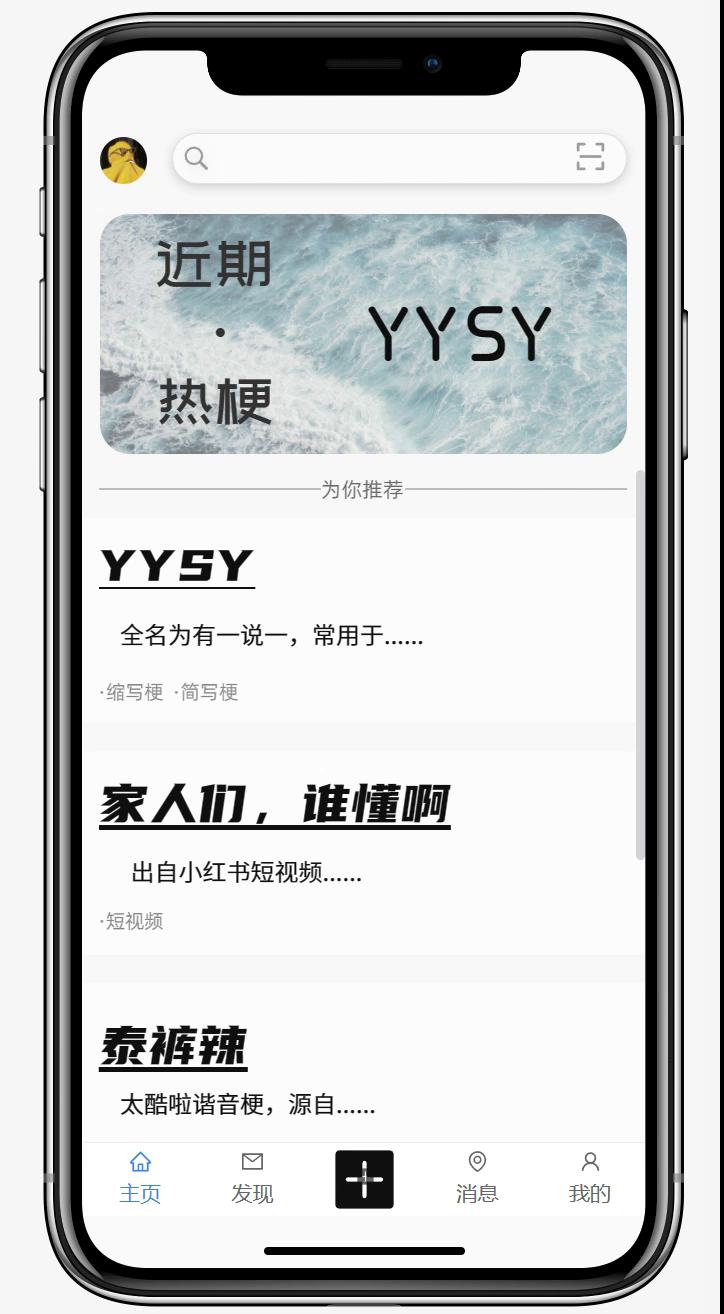 近期
·
热梗
YYSY
为你推荐
YYSY
全名为有一说一，常用于......
·缩写梗 ·简写梗
家人们，谁懂啊
出自小红书短视频......
·短视频
泰裤辣
太酷啦谐音梗，源自......
主页
发现
消息
我的